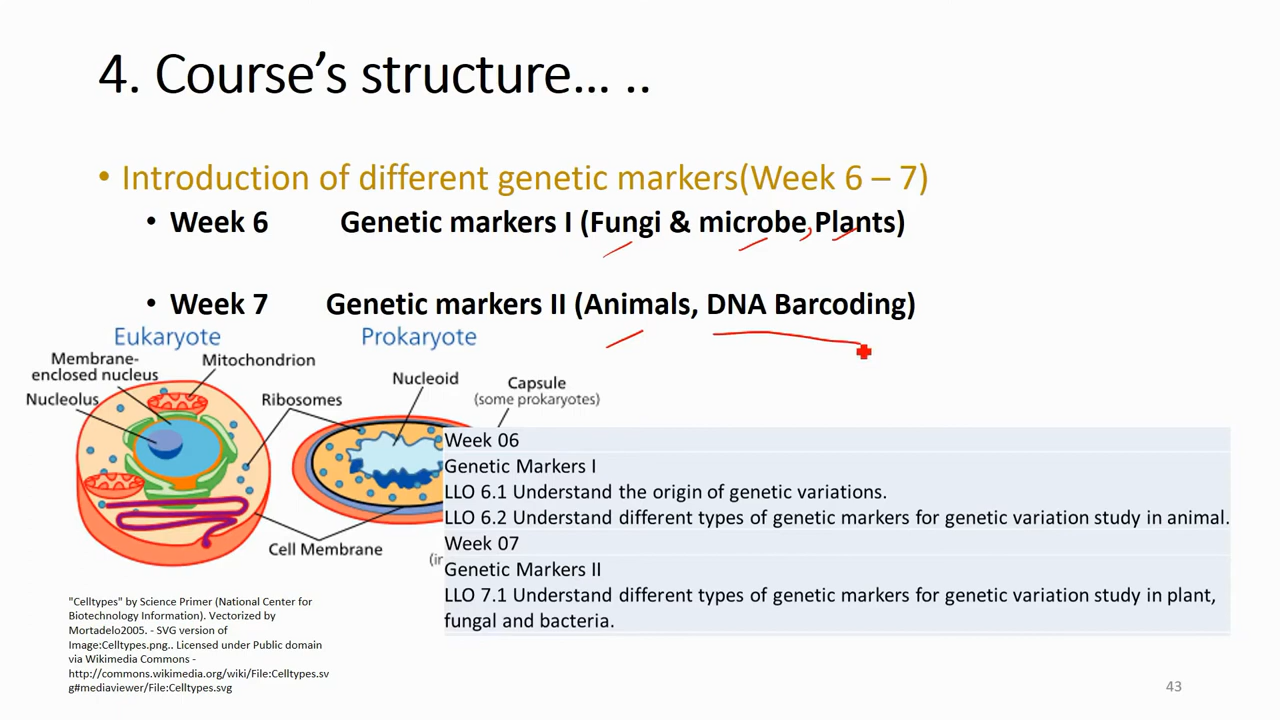 4. Course’s structure… ..
• Introduction of different genetic markers(Week 6 – 7)
• Week 6 Genetic markers I (Fungi & microbe,Plants)
• Week 7 Genetic markers II (Animals, DNA Barcoding)
Eukaryote
Prokaryote
Membrane-
enclosed nucleus
Mitochondrion
Nucleolus
Ribosomes
Nucleoid
Capsule
(some prokaryotes)
Cell Membrane
Week 06
Genetic Markers I
LLO 6.1 Understand the origin of genetic variations.
LLO 6.2 Understand different types of genetic markers for genetic variation study in animal.
Week 07
Genetic Markers II
LLO 7.1 Understand different types of genetic markers for genetic variation study in plant,
fungal and bacteria.
"Celltypes" by Science Primer (National Center for
Biotechnology Information). Vectorized by
Mortadelo2005. - SVG version of
Image:Celltypes.png.. Licensed under Public domain
via Wikimedia Commons -
http://commons.wikimedia.org/wiki/File:Celltypes.sv
g#mediaviewer/File:Celltypes.svg
43